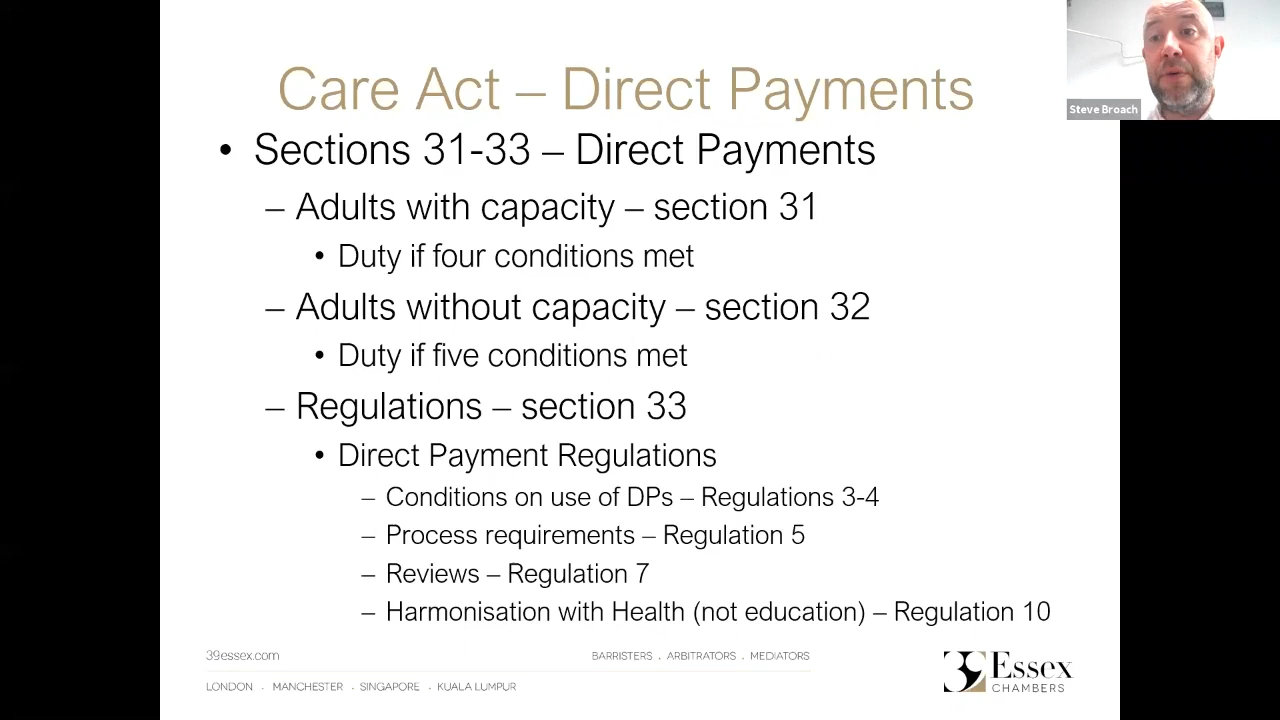 Care Act – Direct Payments
Steve Broach
• Sections 31-33 – Direct Payments
– Adults with capacity – section 31
• Duty if four conditions met
– Adults without capacity – section 32
• Duty if five conditions met
– Regulations – section 33
• Direct Payment Regulations
– Conditions on use of DPs – Regulations 3-4
– Process requirements – Regulation 5
– Reviews – Regulation 7
– Harmonisation with Health (not education) – Regulation 10
39essex.com
BARRISTERS . ARBITRATORS . MEDIATORS
LONDON . MANCHESTER . SINGAPORE . KUALA LUMPUR
39 Essex
CHAMBERS